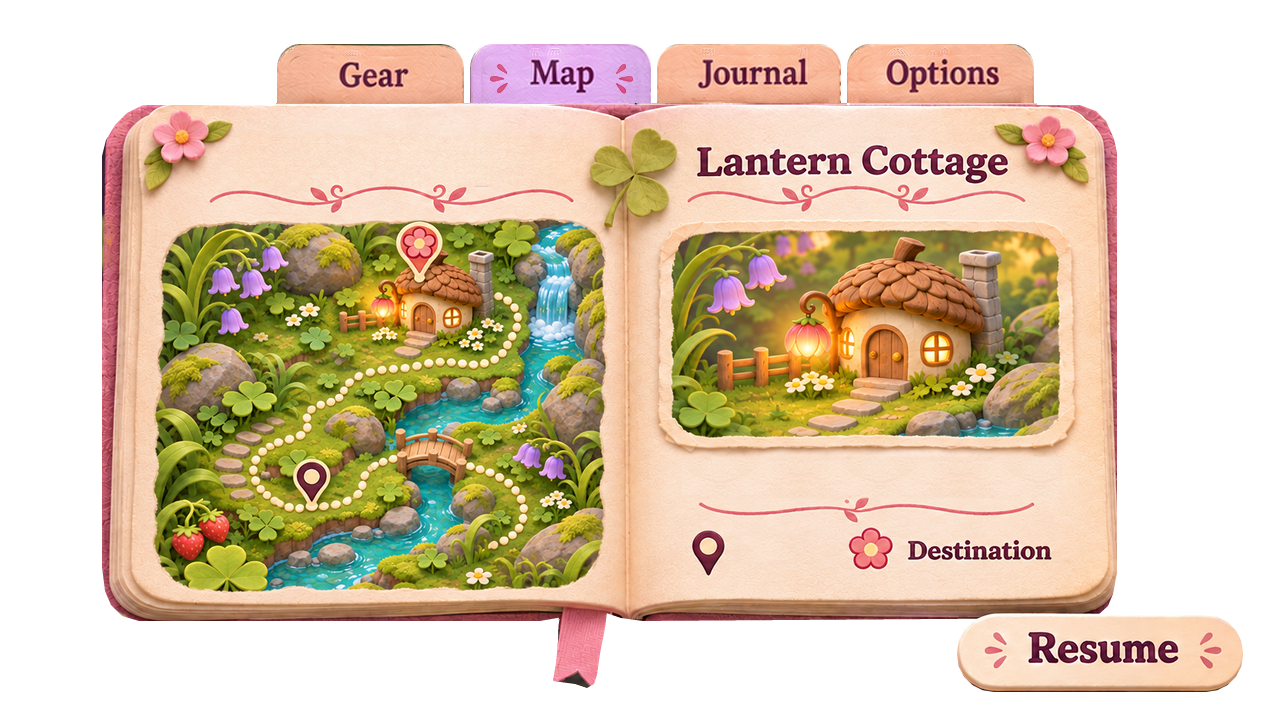 Gear
Map
Journal
Options
Lantern Cottage
Destination
Resume